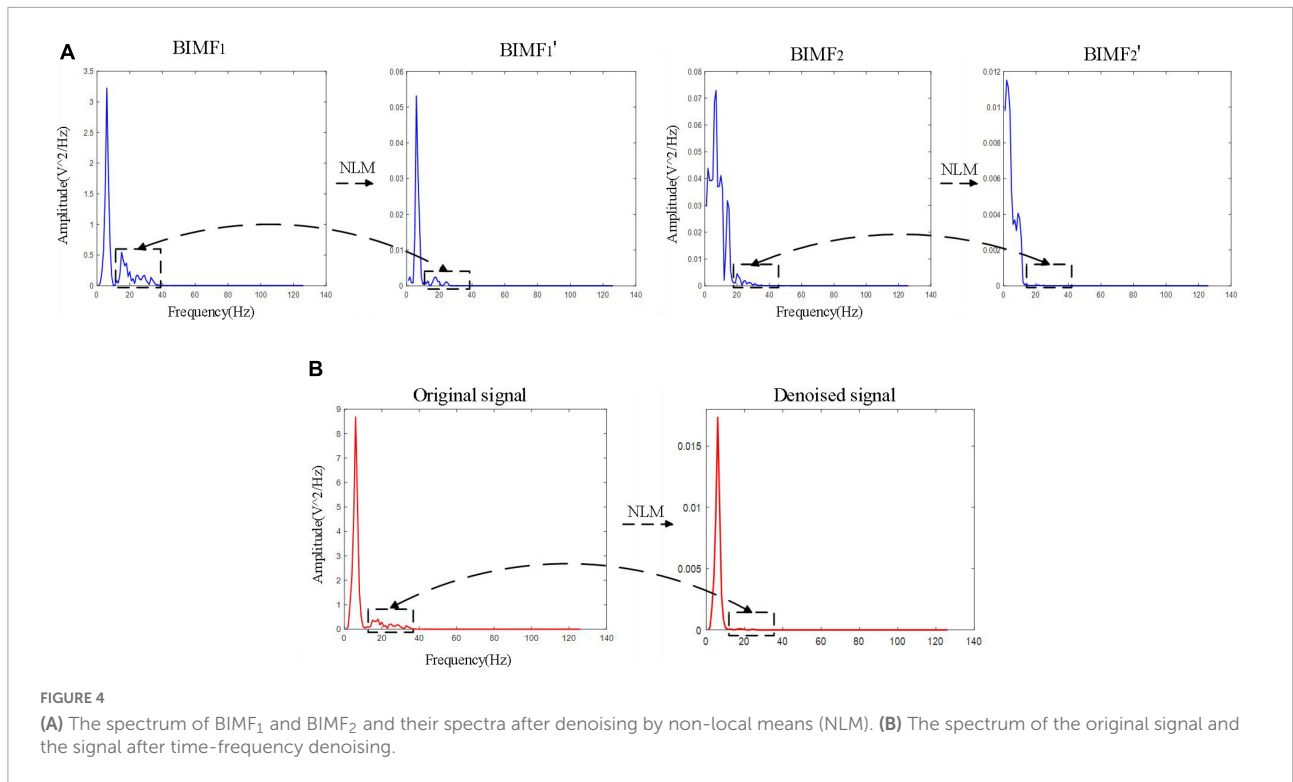 A
BIMF1
BIMF1'
BIMF2
BIMF2'
3.5
3
2.5
2
1.5
1
0.5
0
0 20 40 60 80 100 120 140
Amplitude(V^2/Hz)
Frequency(Hz)
NLM
0.06
0.05
0.04
0.03
0.02
0.01
0
0 20 40 60 80 100 120 140
0.08
0.07
0.06
0.05
0.04
0.03
0.02
0.01
0
0 20 40 60 80 100 120 140
Amplitude(V^2/Hz)
Frequency(Hz)
NLM
0.012
0.01
0.008
0.006
0.004
0.002
0
0 20 40 60 80 100 120 140
B
Original signal
Denoised signal
9
8
7
6
5
4
3
2
1
0
0 20 40 60 80 100 120 140
Amplitude(V^2/Hz)
Frequency(Hz)
NLM
0.015
0.01
0.005
0
0 20 40 60 80 100 120 140
FIGURE 4
(A) The spectrum of BIMF1 and BIMF2 and their spectra after denoising by non-local means (NLM). (B) The spectrum of the original signal and
the signal after time-frequency denoising.